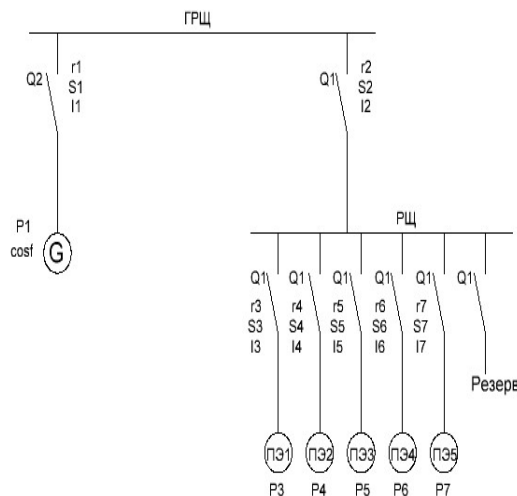 ГРЩ
Q2
r1
S1
I1
Q1
r2
S2
I2
P1
cosf
G
РЩ
Q1
r3
S3
I3
Q1
r4
S4
I4
Q1
r5
S5
I5
Q1
r6
S6
I6
Q1
r7
S7
I7
Q1
Резерв
ПЭ1
ПЭ2
ПЭ3
ПЭ4
ПЭ5
P3
P4
P5
P6
P7